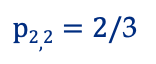 p₂,₂ = 2/3